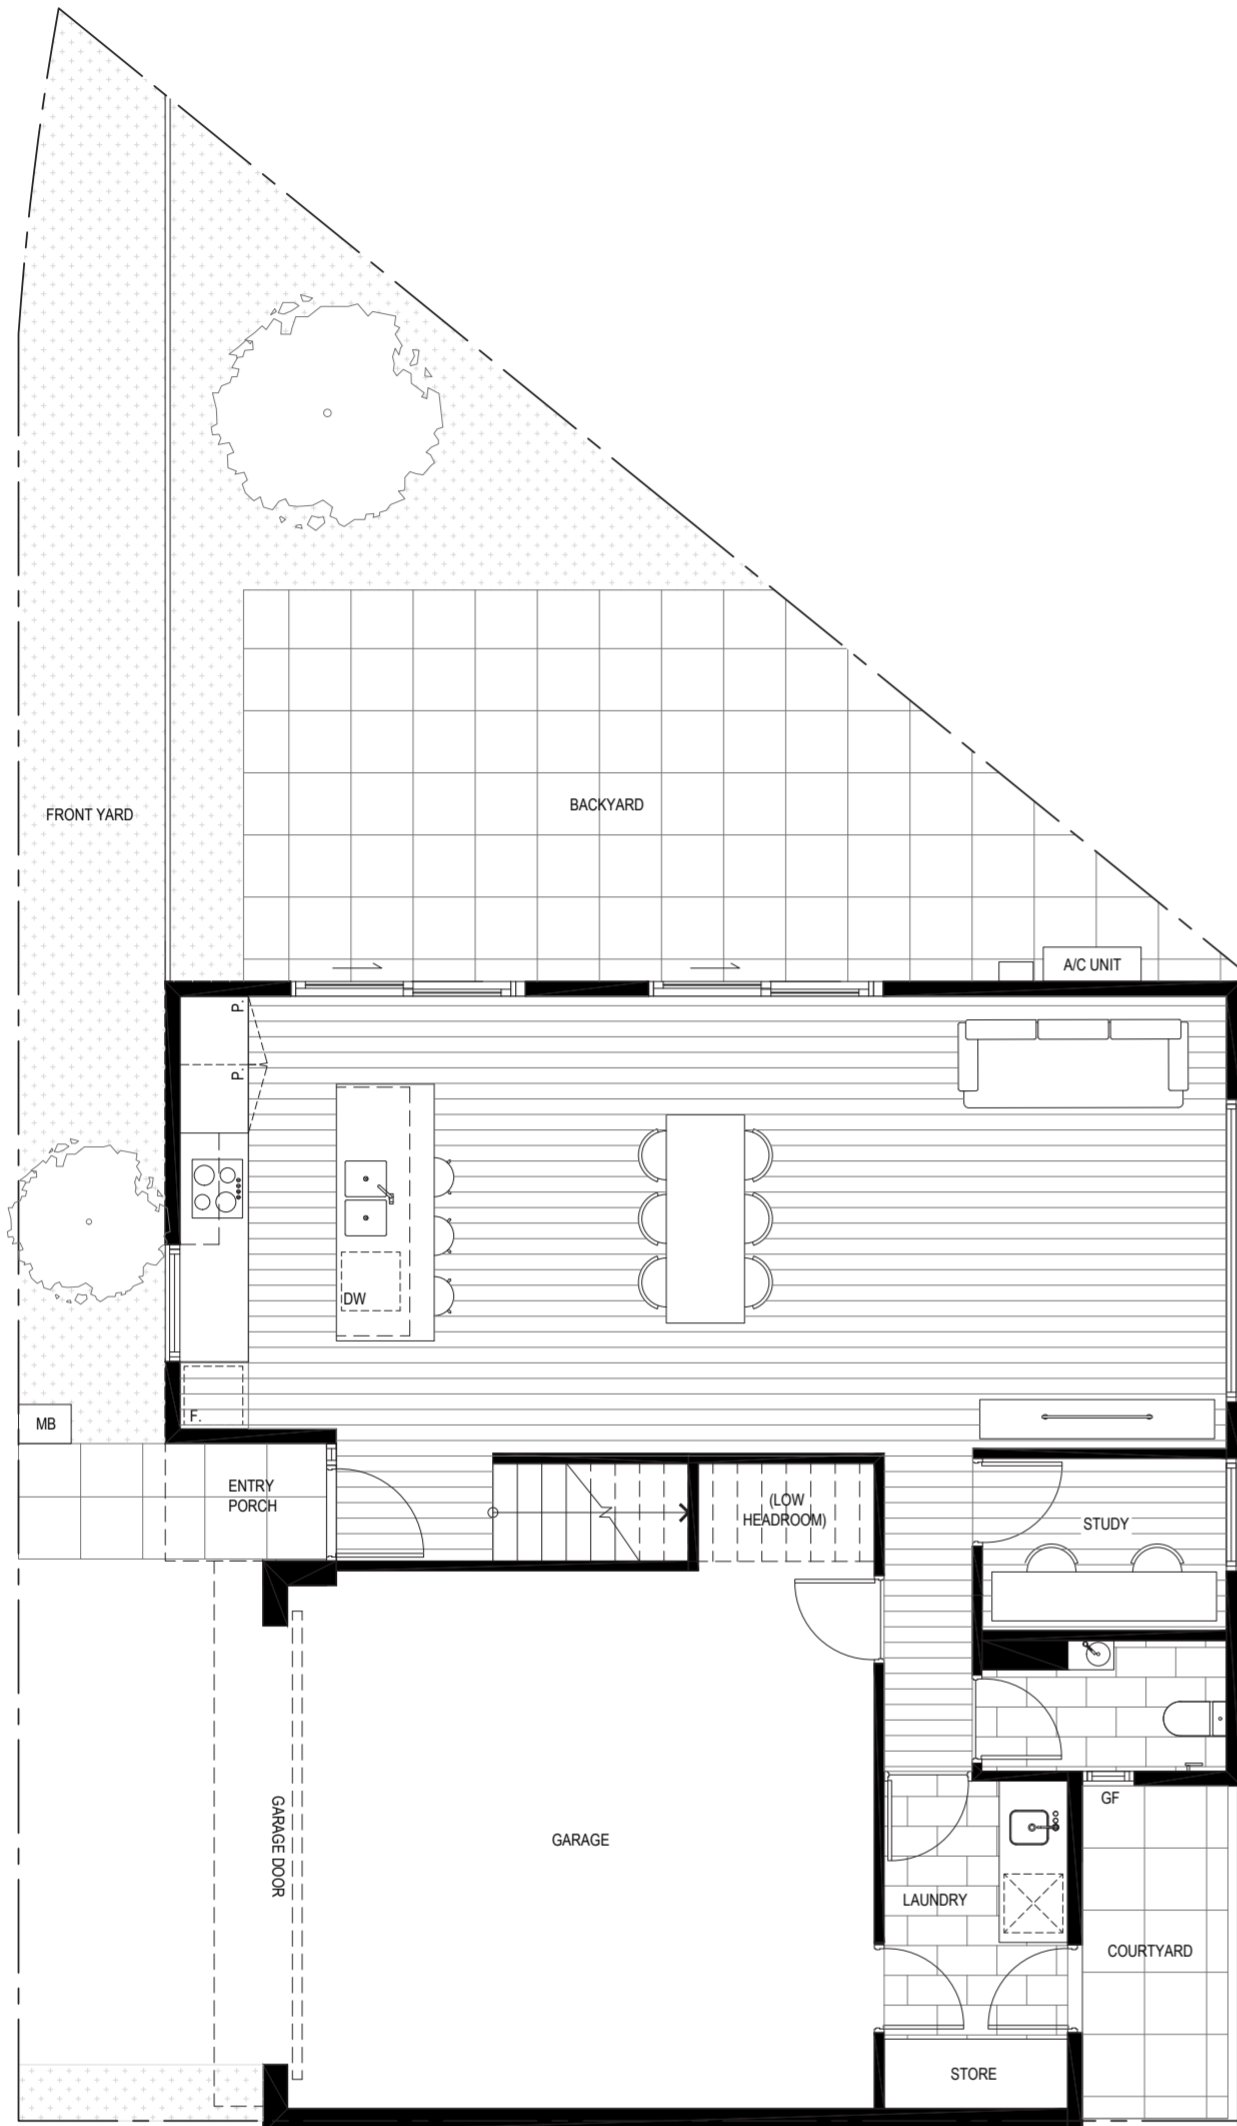 FRONT YARD
BACKYARD
A/C UNIT
P.
P.
DW
F.
MB
ENTRY
PORCH
(LOW
HEADROOM)
STUDY
GF
GARAGE DOOR
GARAGE
LAUNDRY
COURTYARD
STORE